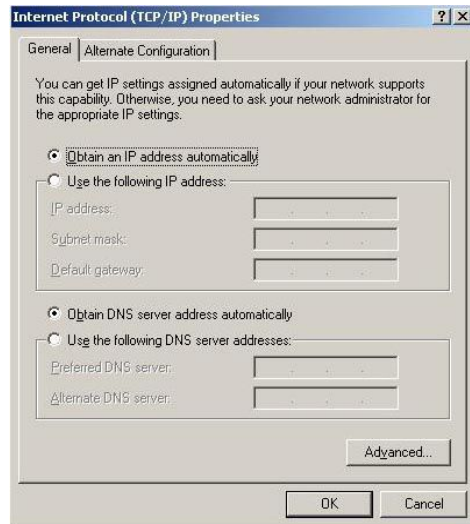 Internet Protocol (TCP/IP) Properties
General
Alternate Configuration
You can get IP settings assigned automatically if your network supports
this capability. Otherwise, you need to ask your network administrator for
the appropriate IP settings.
Obtain an IP address automatically
Use the following IP address:
IP address:
Subnet mask:
Default gateway:
Obtain DNS server address automatically
Use the following DNS server addresses:
Preferred DNS server:
Alternate DNS server:
Advanced...
OK
Cancel